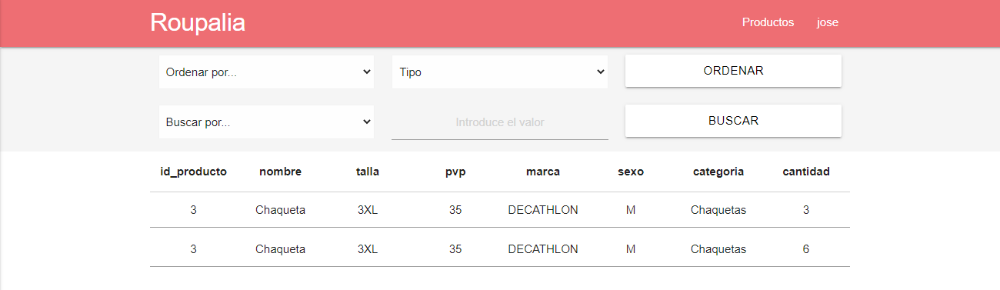 Roupalia Productos jose
Ordenar por... Tipo ORDENAR
Buscar por... Introduce el valor BUSCAR
id_producto nombre talla pvp marca sexo categoria cantidad
3 Chaqueta 3XL 35 DECATHLON M Chaquetas 3
3 Chaqueta 3XL 35 DECATHLON M Chaquetas 6